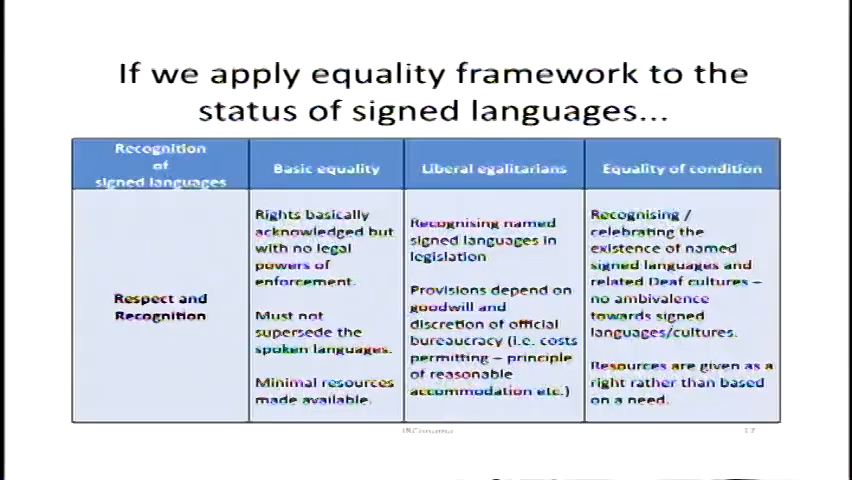 If we apply equality framework to the
status of signed languages...
Recognition
of
signed languages
Basic equality
Liberal egalitarians
Equality of condition
Respect and
Recognition
Rights basically
acknowledged but
with no legal
powers of
enforcement.
Must not
supersede the
spoken languages.
Minimal resources
made available.
Recognising named
signed languages in
legislation
Provisions depend on
goodwill and
discretion of official
bureaucracy (i.e. costs
permitting – principle
of reasonable
accommodation etc.)
Recognising /
celebrating the
existence of named
signed languages and
related Deaf cultures –
no ambivalence
towards signed
languages/cultures.
Resources are given as a
right rather than based
on a need.
17